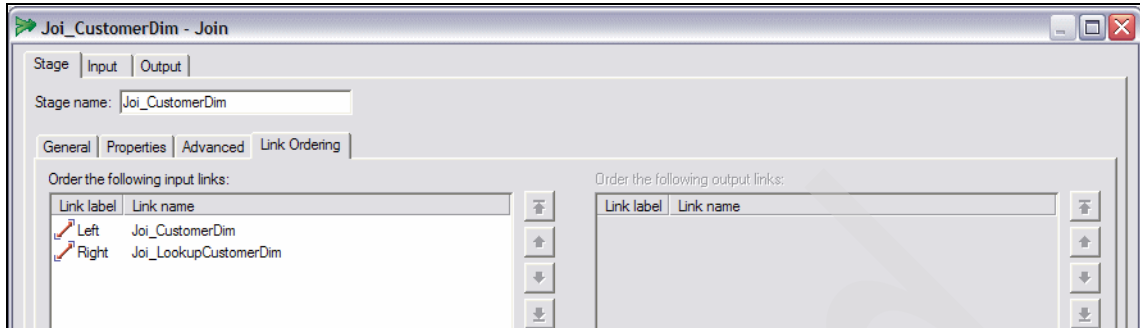 Joi_CustomerDim - Join
Stage Input Output
Stage name: Joi_CustomerDim
General Properties Advanced Link Ordering
Order the following input links: Order the following output links:
Link label Link name Link label Link name
Left Joi_CustomerDim
Right Joi_LookupCustomerDim